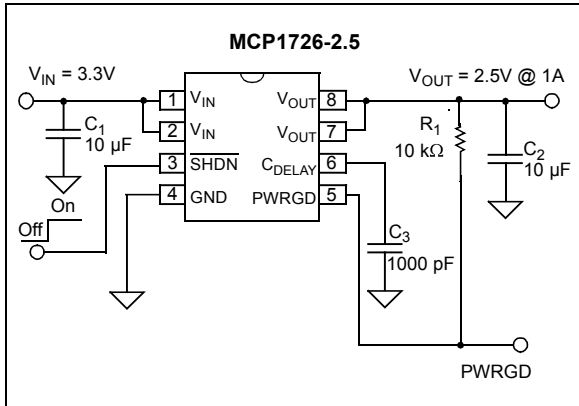 MCP1726-2.5
V_IN = 3.3V
V_OUT = 2.5V @ 1A
1 V_IN
V_OUT 8
2 V_IN
V_OUT 7
3 SHDN
C_DELAY 6
4 GND
PWRGD 5
C_1
10 µF
R_1
10 kΩ
C_2
10 µF
On
Off
C_3
1000 pF
PWRGD